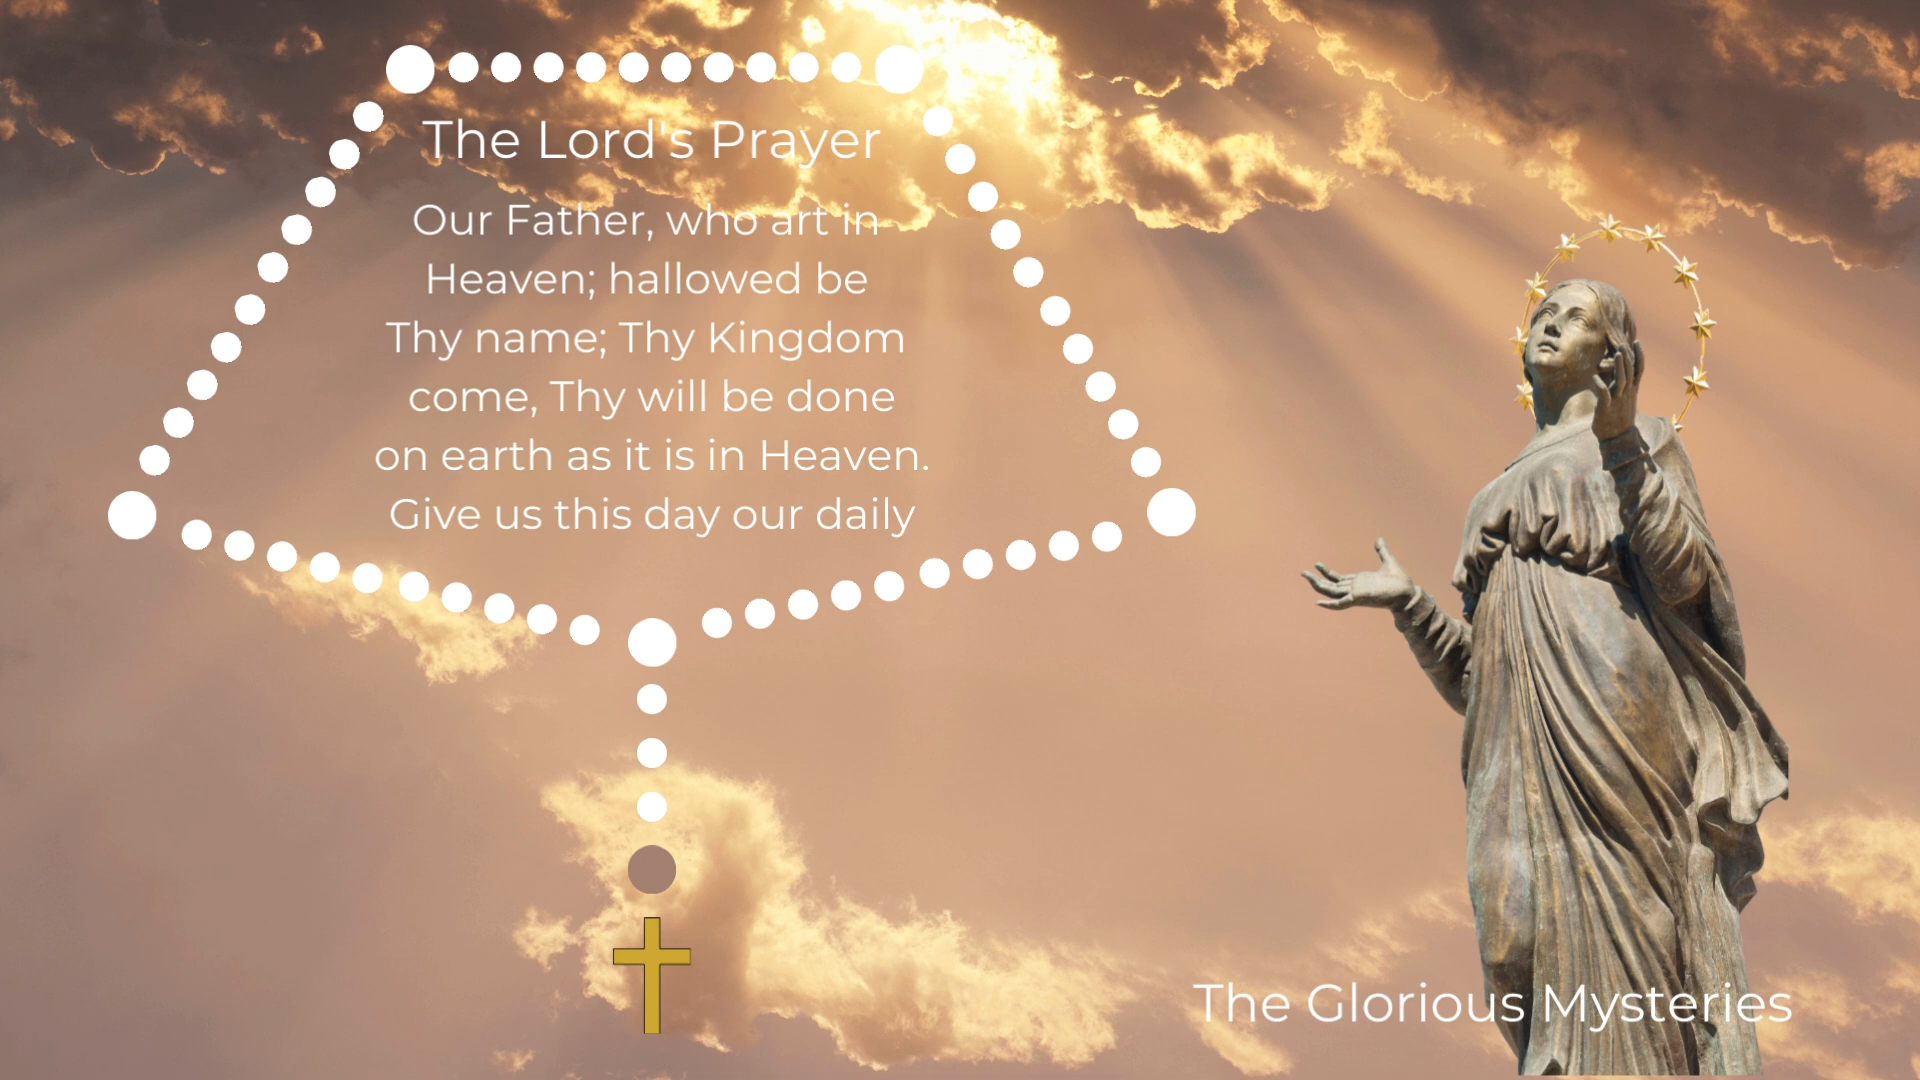 The Lord's Prayer
Our Father, who art in
Heaven; hallowed be
Thy name; Thy Kingdom
come, Thy will be done
on earth as it is in Heaven.
Give us this day our daily
The Glorious Mysteries